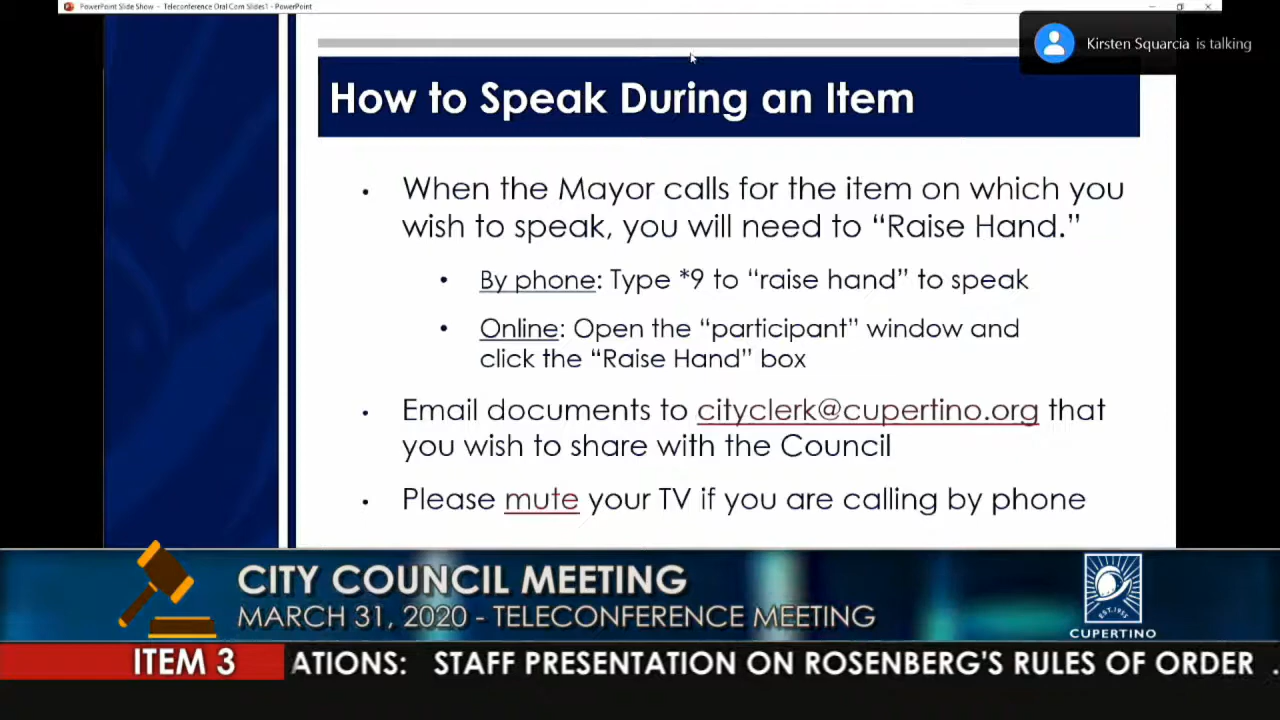 PowerPoint Slide Show - Teleconference Oral Com Slides1 - PowerPoint
Kirsten Squarcia is talking
How to Speak During an Item
• When the Mayor calls for the item on which you
wish to speak, you will need to “Raise Hand.”
• By phone: Type *9 to “raise hand” to speak
• Online: Open the “participant” window and
click the “Raise Hand” box
• Email documents to cityclerk@cupertino.org that
you wish to share with the Council
• Please mute your TV if you are calling by phone
CITY COUNCIL MEETING
MARCH 31, 2020 - TELECONFERENCE MEETING
EST. 1955
CUPERTINO
ITEM 3
ATIONS: STAFF PRESENTATION ON ROSENBERG'S RULES OF ORDER .